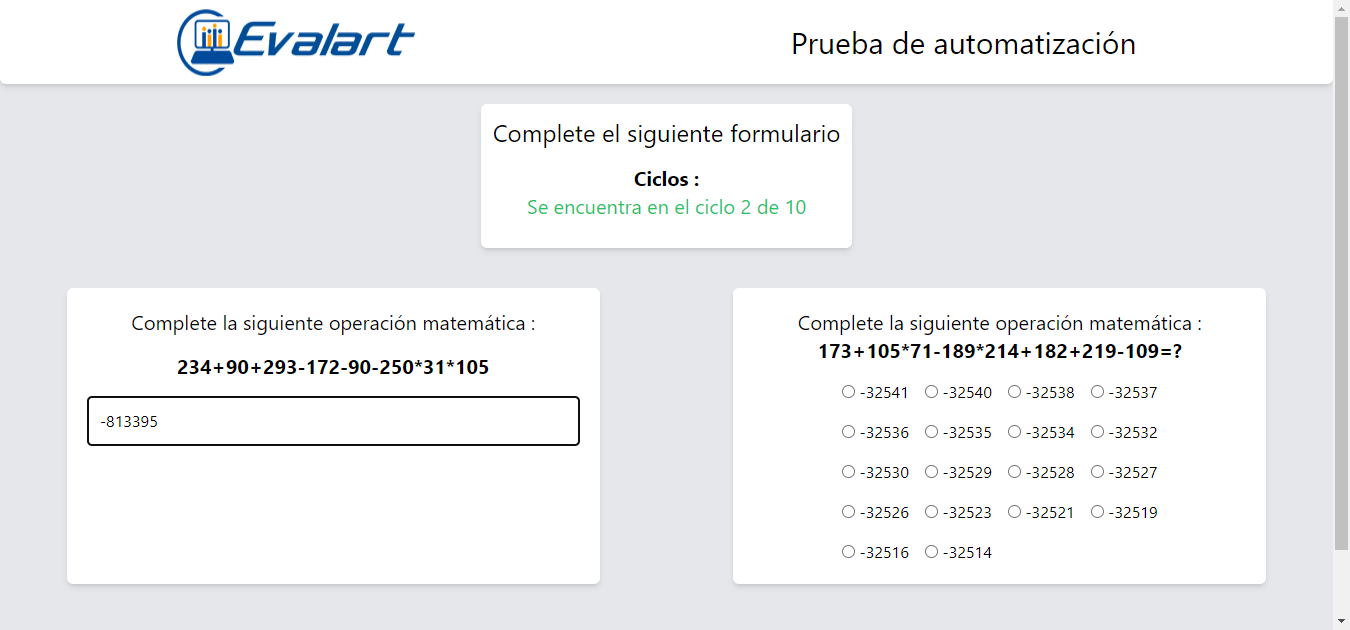 Evalart
Prueba de automatización
Complete el siguiente formulario
Ciclos :
Se encuentra en el ciclo 2 de 10
Complete la siguiente operación matemática :
234+90+293-172-90-250*31*105
-813395
Complete la siguiente operación matemática :
173+105*71-189*214+182+219-109=?
-32541 -32540 -32538 -32537
-32536 -32535 -32534 -32532
-32530 -32529 -32528 -32527
-32526 -32523 -32521 -32519
-32516 -32514